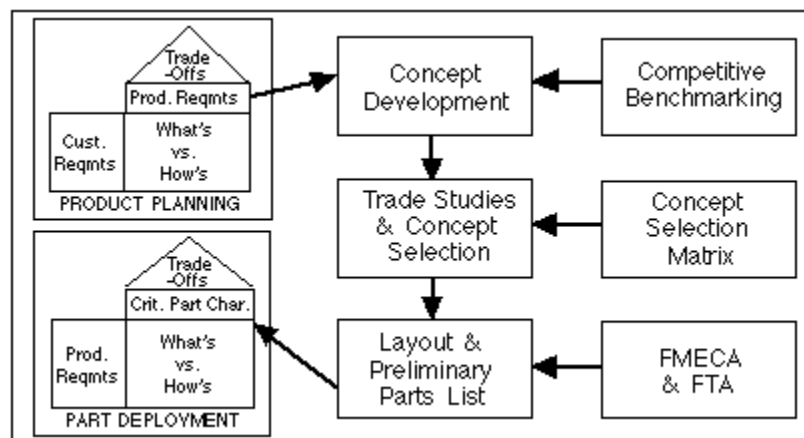 Trade
-Offs
Prod. Reqmts
Cust.
Reqmts
What's
vs.
How's
PRODUCT PLANNING
Concept
Development
Competitive
Benchmarking
Trade Studies
& Concept
Selection
Concept
Selection
Matrix
Trade
-Offs
Crit. Part Char.
Prod.
Reqmts
What's
vs.
How's
PART DEPLOYMENT
Layout &
Preliminary
Parts List
FMECA
& FTA